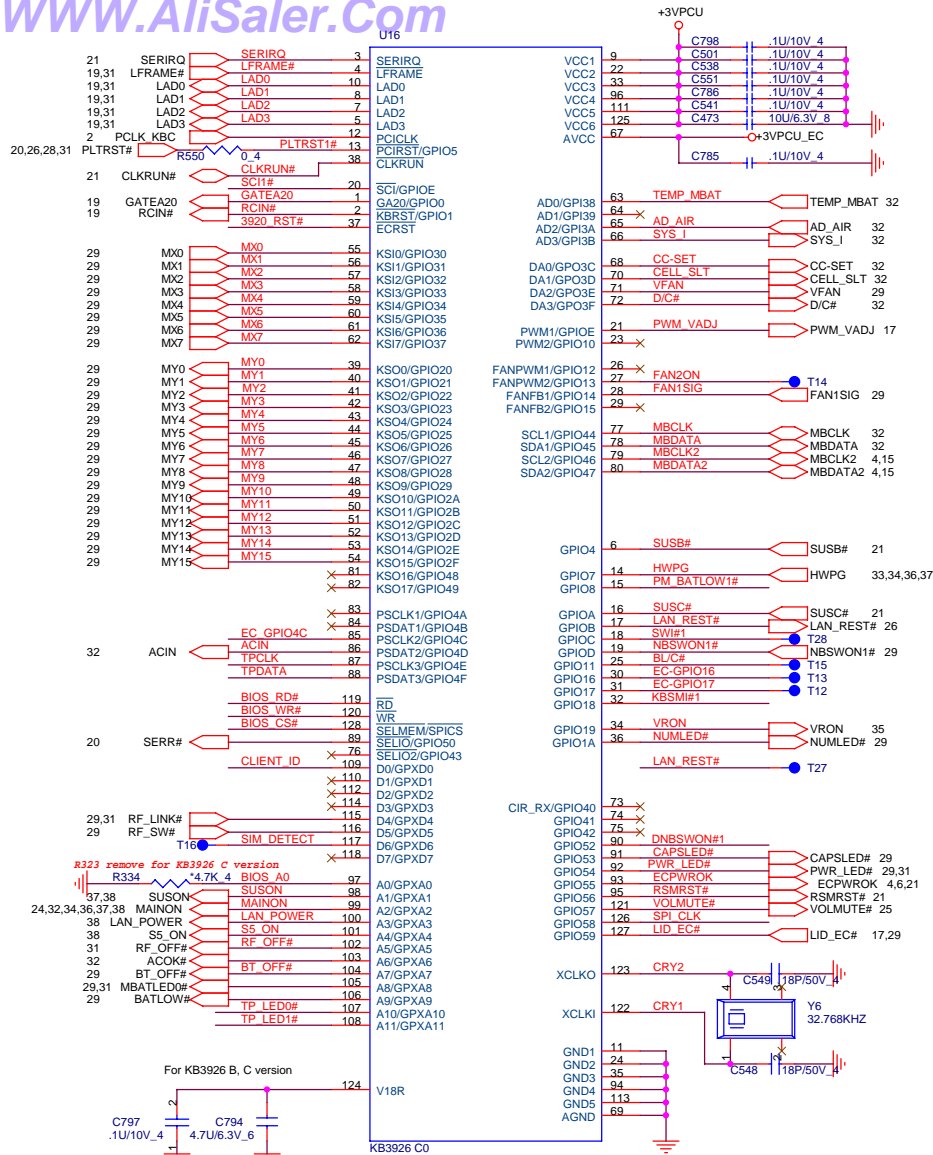 WWW.AliSaler.Com
U16
+3VPCU
21 SERIRQ SERIRQ 3 SERIRQ
19,31 LFRAME# LFRAME# 4 LFRAME
19,31 LAD0 LAD0 10 LAD0
19,31 LAD1 LAD1 8 LAD1
19,31 LAD2 LAD2 7 LAD2
19,31 LAD3 LAD3 5 LAD3
2 PCLK_KBC 12 PCICLK
20,26,28,31 PLTRST# R550 0_4 PLTRST1# 13 PCIRST/GPIO5
21 CLKRUN# CLKRUN# 38 CLKRUN
SCI1# 20 SCI/GPIOE
19 GATEA20 GATEA20 1 GA20/GPIO0
19 RCIN# RCIN# 2 KBRST/GPIO1
3920_RST# 37 ECRST
29 MX0 MX0 55 KSI0/GPIO30
29 MX1 MX1 56 KSI1/GPIO31
29 MX2 MX2 57 KSI2/GPIO32
29 MX3 MX3 58 KSI3/GPIO33
29 MX4 MX4 59 KSI4/GPIO34
29 MX5 MX5 60 KSI5/GPIO35
29 MX6 MX6 61 KSI6/GPIO36
29 MX7 MX7 62 KSI7/GPIO37
29 MY0 MY0 39 KSO0/GPIO20
29 MY1 MY1 40 KSO1/GPIO21
29 MY2 MY2 41 KSO2/GPIO22
29 MY3 MY3 42 KSO3/GPIO23
29 MY4 MY4 43 KSO4/GPIO24
29 MY5 MY5 44 KSO5/GPIO25
29 MY6 MY6 45 KSO6/GPIO26
29 MY7 MY7 46 KSO7/GPIO27
29 MY8 MY8 47 KSO8/GPIO28
29 MY9 MY9 48 KSO9/GPIO29
29 MY10 MY10 49 KSO10/GPIO2A
29 MY11 MY11 50 KSO11/GPIO2B
29 MY12 MY12 51 KSO12/GPIO2C
29 MY13 MY13 52 KSO13/GPIO2D
29 MY14 MY14 53 KSO14/GPIO2E
29 MY15 MY15 54 KSO15/GPIO2F
81 KSO16/GPIO48
82 KSO17/GPIO49
83 PSCLK1/GPIO4A
84 PSDAT1/GPIO4B
EC_GPIO4C 85 PSCLK2/GPIO4C
32 ACIN ACIN 86 PSDAT2/GPIO4D
TPCLK 87 PSCLK3/GPIO4E
TPDATA 88 PSDAT3/GPIO4F
BIOS_RD# 119 RD
BIOS_WR# 120 WR
BIOS_CS# 128 SELMEM/SPICS
20 SERR# 89 SELIO/GPIO50
76 SELIO2/GPIO43
CLIENT_ID 109 D0/GPXD0
110 D1/GPXD1
112 D2/GPXD2
114 D3/GPXD3
29,31 RF_LINK# 115 D4/GPXD4
29 RF_SW# 116 D5/GPXD5
T16 SIM_DETECT 117 D6/GPXD6
118 D7/GPXD7
R323 remove for KB3926 C version
R334 *4.7K_4 BIOS_A0 97 A0/GPXA0
37,38 SUSON SUSON 98 A1/GPXA1
24,32,34,36,37,38 MAINON MAINON 99 A2/GPXA2
38 LAN_POWER LAN_POWER 100 A3/GPXA3
38 S5_ON S5_ON 101 A4/GPXA4
31 RF_OFF# RF_OFF# 102 A5/GPXA5
32 ACOK# 103 A6/GPXA6
29 BT_OFF# BT_OFF# 104 A7/GPXA7
29,31 MBATLED0# 105 A8/GPXA8
29 BATLOW# 106 A9/GPXA9
TP_LED0# 107 A10/GPXA10
TP_LED1# 108 A11/GPXA11
For KB3926 B, C version
124 V18R
C797 .1U/10V_4 2 1
C794 4.7U/6.3V_6
KB3926 C0
VCC1 9 C798 .1U/10V_4
VCC2 22 C501 .1U/10V_4
VCC3 33 C538 .1U/10V_4
VCC4 96 C551 .1U/10V_4
VCC5 111 C786 .1U/10V_4
VCC6 125 C541 .1U/10V_4
C473 10U/6.3V_8
AVCC 67 +3VPCU_EC
C785 .1U/10V_4
AD0/GPI38 63 TEMP_MBAT TEMP_MBAT 32
AD1/GPI39 64
AD2/GPI3A 65 AD_AIR AD_AIR 32
AD3/GPI3B 66 SYS_I SYS_I 32
DA0/GPO3C 68 CC-SET CC-SET 32
DA1/GPO3D 70 CELL_SLT CELL_SLT 32
DA2/GPO3E 71 VFAN VFAN 29
DA3/GPO3F 72 D/C# D/C# 32
PWM1/GPIOE 21 PWM_VADJ PWM_VADJ 17
PWM2/GPIO10 23
FANPWM1/GPIO12 26
FANPWM2/GPIO13 27 FAN2ON T14
FANFB1/GPIO14 28 FAN1SIG FAN1SIG 29
FANFB2/GPIO15 29
SCL1/GPIO44 77 MBCLK MBCLK 32
SDA1/GPIO45 78 MBDATA MBDATA 32
SCL2/GPIO46 79 MBCLK2 MBCLK2 4,15
SDA2/GPIO47 80 MBDATA2 MBDATA2 4,15
GPIO4 6 SUSB# SUSB# 21
GPIO7 14 HWPG HWPG 33,34,36,37
GPIO8 15 PM_BATLOW1#
GPIOA 16 SUSC# SUSC# 21
GPIOB 17 LAN_REST# LAN_REST# 26
GPIOC 18 SWI#1 T28
GPIOD 19 NBSWON1# NBSWON1# 29
GPIO11 25 BL/C# T15
GPIO16 30 EC-GPIO16 T13
GPIO17 31 EC-GPIO17 T12
GPIO18 32 KBSMI#1
GPIO19 34 VRON VRON 35
GPIO1A 36 NUMLED# NUMLED# 29
LAN_REST# T27
CIR_RX/GPIO40 73
GPIO41 74
GPIO42 75
GPIO52 90 DNBSWON#1
GPIO53 91 CAPSLED# CAPSLED# 29
GPIO54 92 PWR_LED# PWR_LED# 29,31
GPIO55 93 ECPWROK ECPWROK 4,6,21
GPIO56 95 RSMRST# RSMRST# 21
GPIO57 121 VOLMUTE# VOLMUTE# 25
GPIO58 126 SPI_CLK
GPIO59 127 LID_EC# LID_EC# 17,29
XCLKO 123 CRY2 C549 18P/50V_4
4 3 Y6
32.768KHZ
XCLKI 122 CRY1
1 2 C548 18P/50V_4
GND1 11
GND2 24
GND3 35
GND4 94
GND5 113
AGND 69